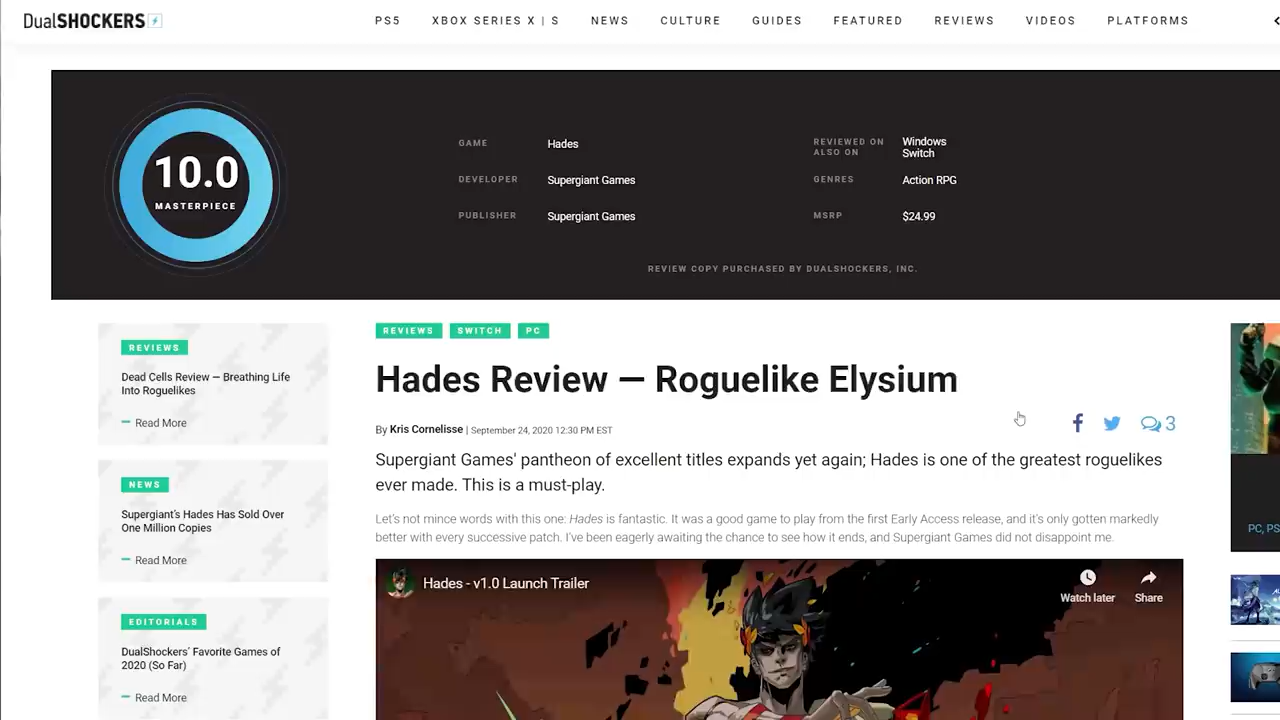 DualSHOCKERS
PS5 XBOX SERIES X | S NEWS CULTURE GUIDES FEATURED REVIEWS VIDEOS PLATFORMS
10.0
MASTERPIECE
GAME Hades
DEVELOPER Supergiant Games
PUBLISHER Supergiant Games
REVIEWED ON Windows
ALSO ON Switch
GENRES Action RPG
MSRP $24.99
REVIEW COPY PURCHASED BY DUALSHOCKERS, INC.
REVIEWS
Dead Cells Review — Breathing Life
Into Roguelikes
Read More
NEWS
Supergiant's Hades Has Sold Over
One Million Copies
Read More
EDITORIALS
DualShockers' Favorite Games of
2020 (So Far)
Read More
REVIEWS SWITCH PC
Hades Review — Roguelike Elysium
By Kris Cornelisse | September 24, 2020 12:30 PM EST
3
Supergiant Games' pantheon of excellent titles expands yet again; Hades is one of the greatest roguelikes
ever made. This is a must-play.
Let's not mince words with this one: Hades is fantastic. It was a good game to play from the first Early Access release, and it's only gotten markedly
better with every successive patch. I've been eagerly awaiting the chance to see how it ends, and Supergiant Games did not disappoint me.
Hades - v1.0 Launch Trailer
Watch later Share
PC, PS